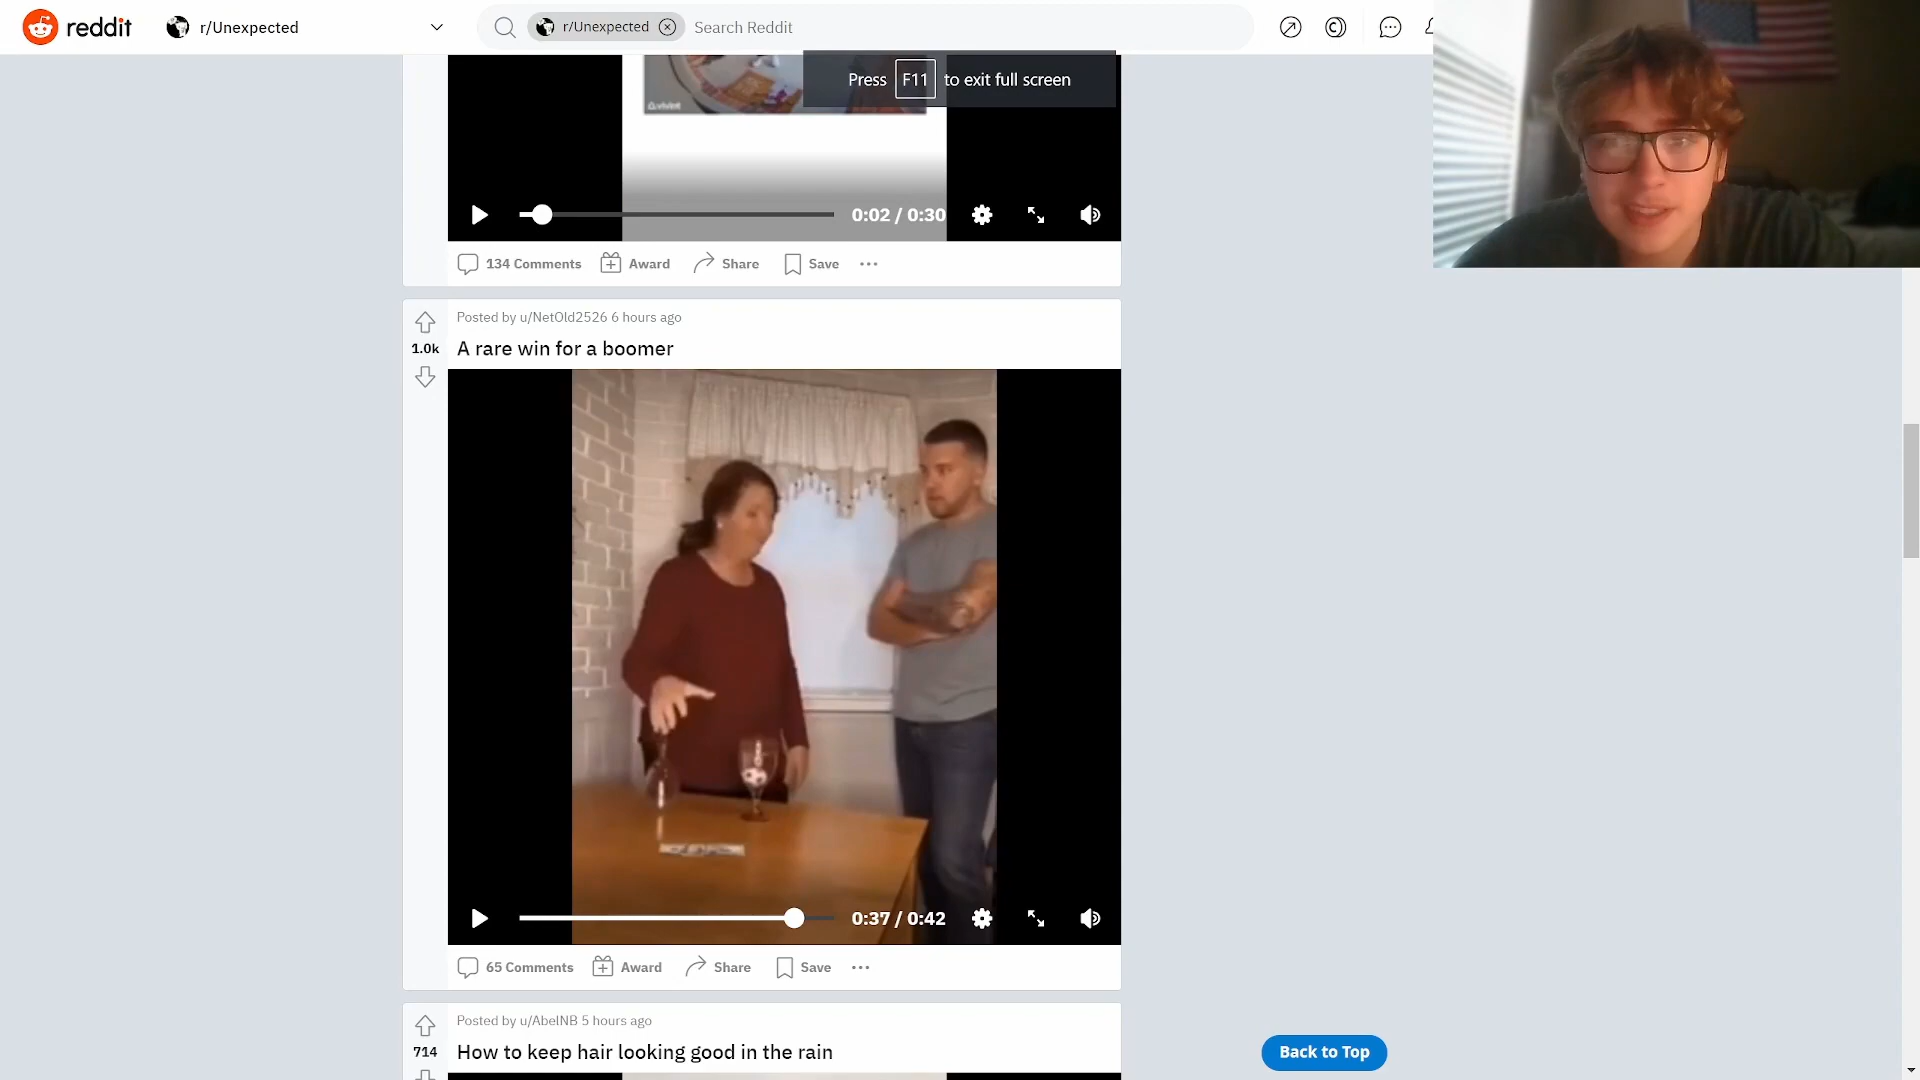 reddit
r/Unexpected
r/Unexpected
Search Reddit
Press F11 to exit full screen
0:02 / 0:30
134 Comments
Award
Share
Save
Posted by u/NetOld2526 6 hours ago
1.0k
A rare win for a boomer
0:37 / 0:42
65 Comments
Award
Share
Save
Posted by u/AbelNB 5 hours ago
714
How to keep hair looking good in the rain
Back to Top